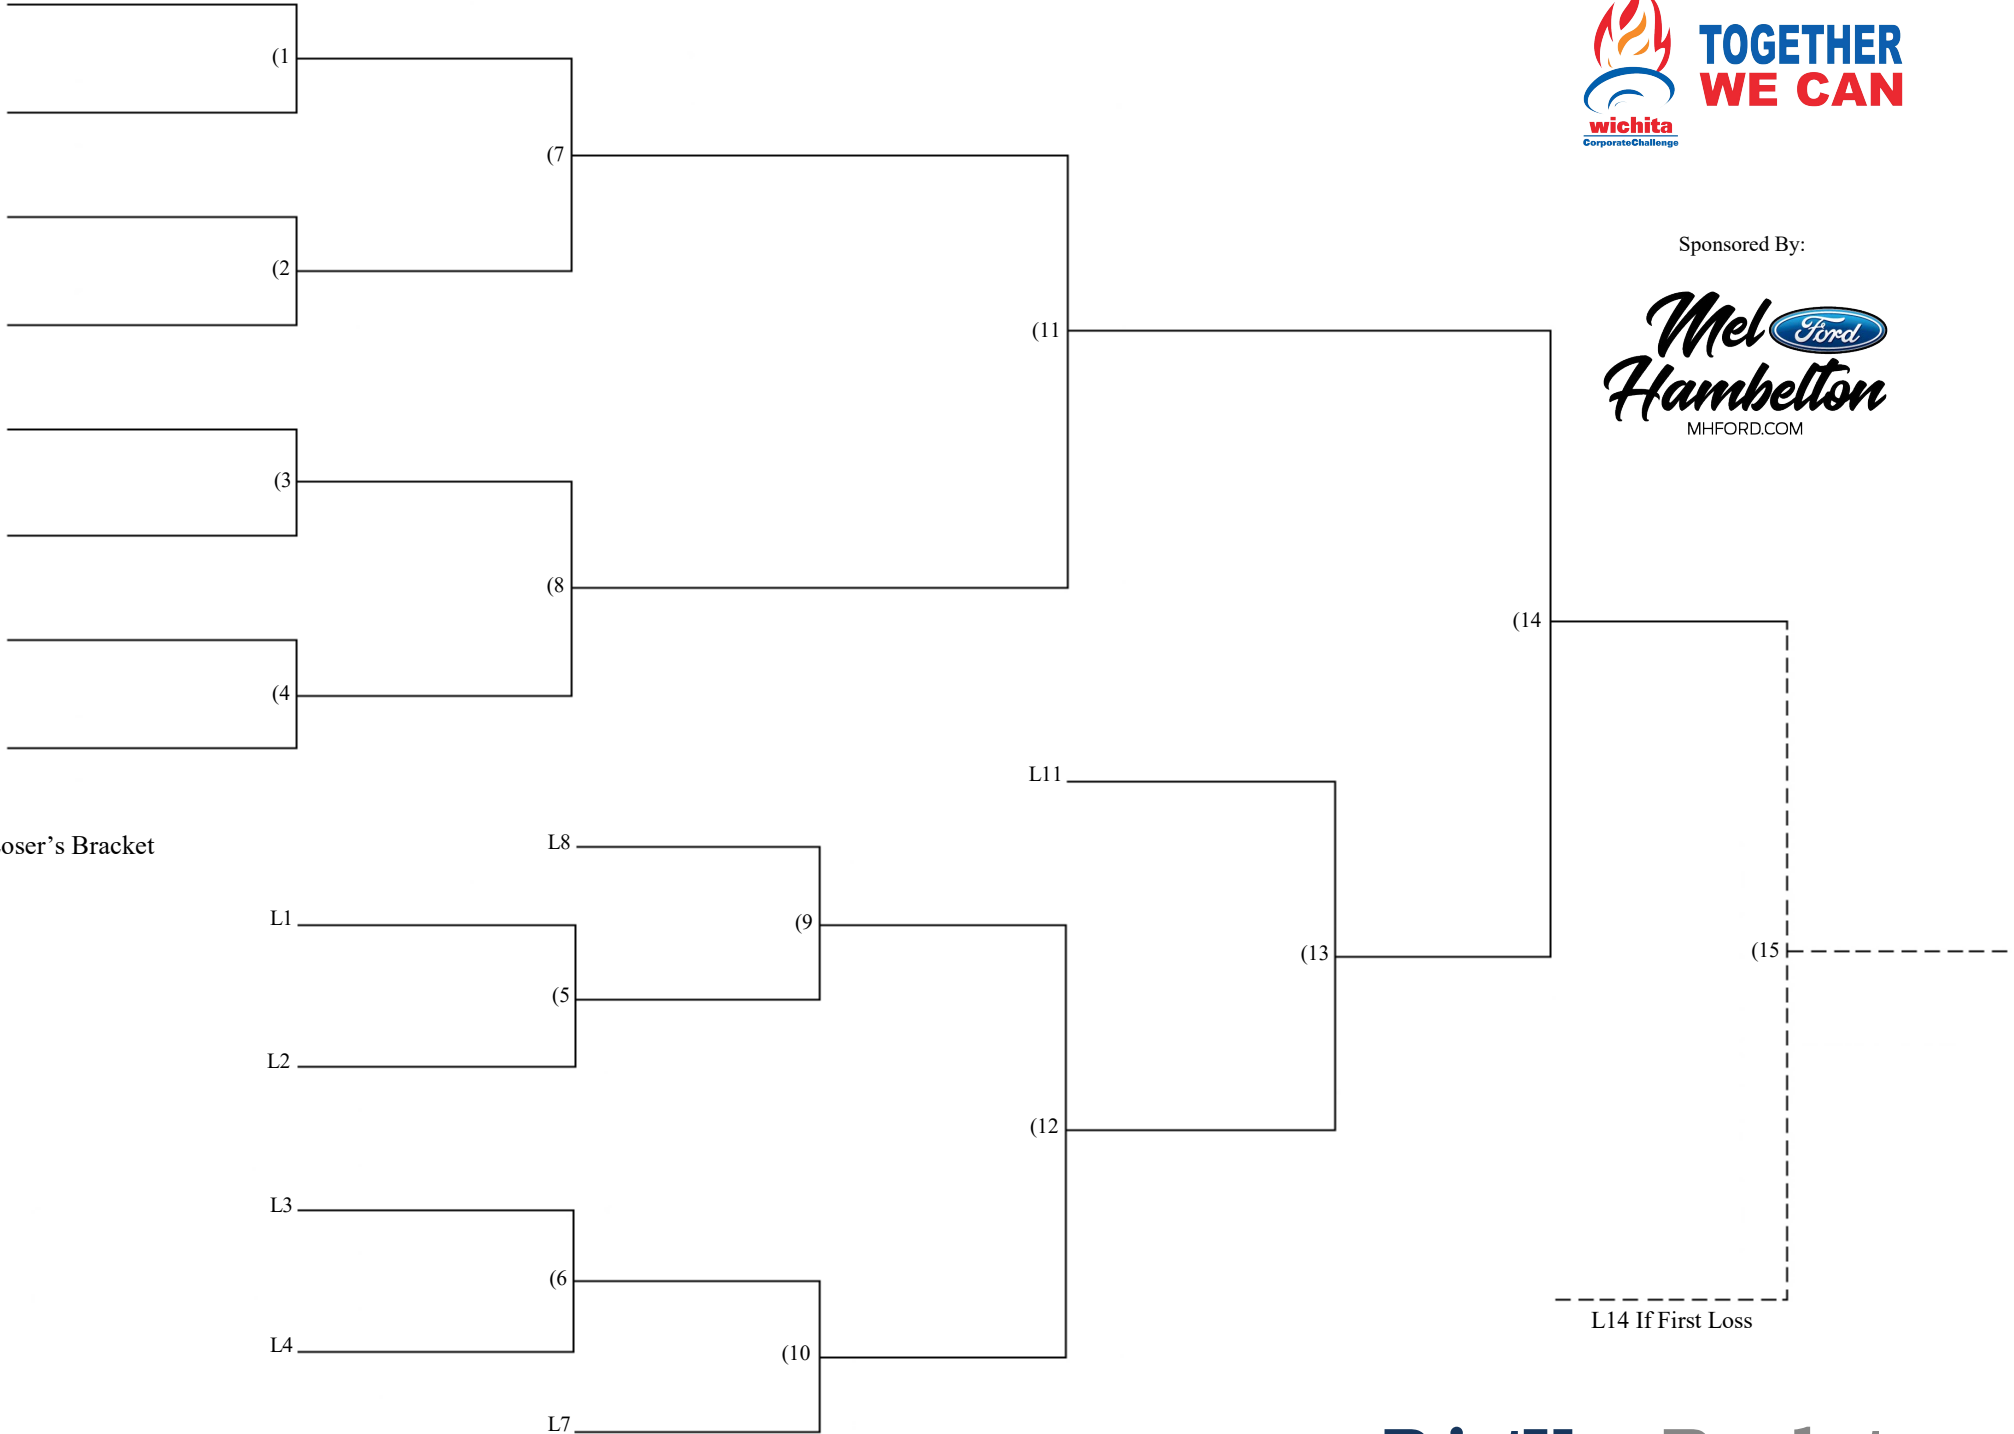 TOGETHER
WE CAN
wichita
CorporateChallenge
(1
(7
(2
Sponsored By:
Mel Ford
Hambelton
MHFORD.COM
(11
(3
(8
(14
(4
L11
oser’s Bracket
L8
L1
(9
(13
(15
(5
L2
(12
L3
(6
L14 If First Loss
L4
(10
L7